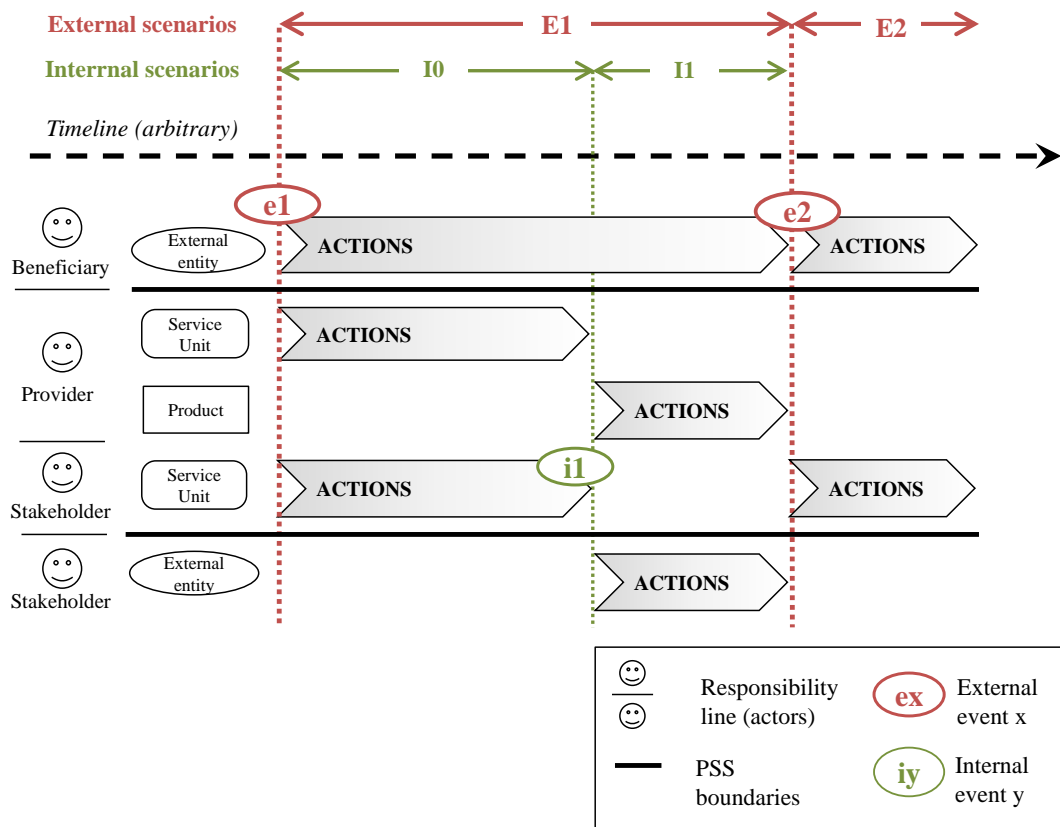 External scenarios
E1
E2
Interrnal scenarios
I0
I1
Timeline (arbitrary)
e1
e2
Beneficiary
External
entity
ACTIONS
ACTIONS
Provider
Service
Unit
ACTIONS
Product
ACTIONS
i1
Stakeholder
Service
Unit
ACTIONS
ACTIONS
Stakeholder
External
entity
ACTIONS
Responsibility
line (actors)
ex
External
event x
PSS
boundaries
iy
Internal
event y